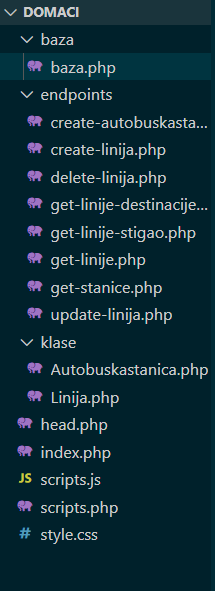 DOMACI
baza
baza.php
endpoints
create-autobuskasta...
create-linija.php
delete-linija.php
get-linije-destinacije...
get-linije-stigao.php
get-linije.php
get-stanice.php
update-linija.php
klase
Autobuskastanica.php
Linija.php
head.php
index.php
JS scripts.js
scripts.php
# style.css